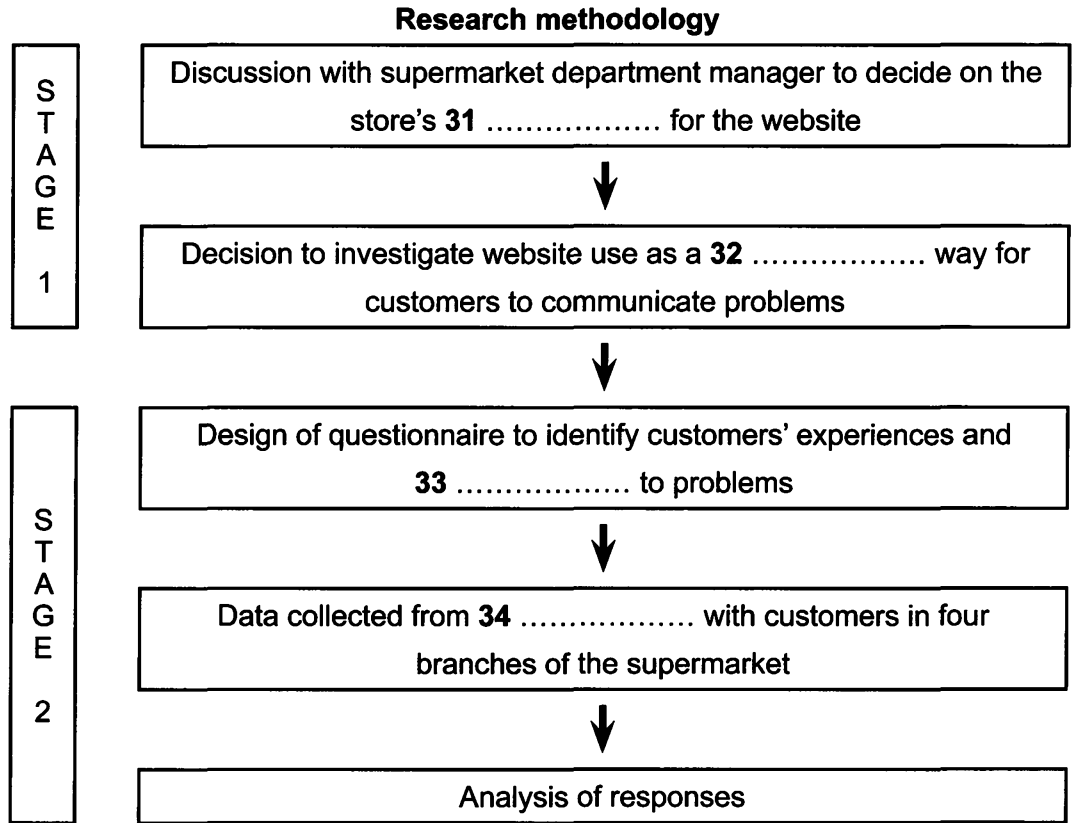 Research methodology
STAGE 1
Discussion with supermarket department manager to decide on the
store's 31 ................... for the website
Decision to investigate website use as a 32 .................. way for
customers to communicate problems
STAGE 2
Design of questionnaire to identify customers' experiences and
33 ................... to problems
Data collected from 34 .................. with customers in four
branches of the supermarket
Analysis of responses